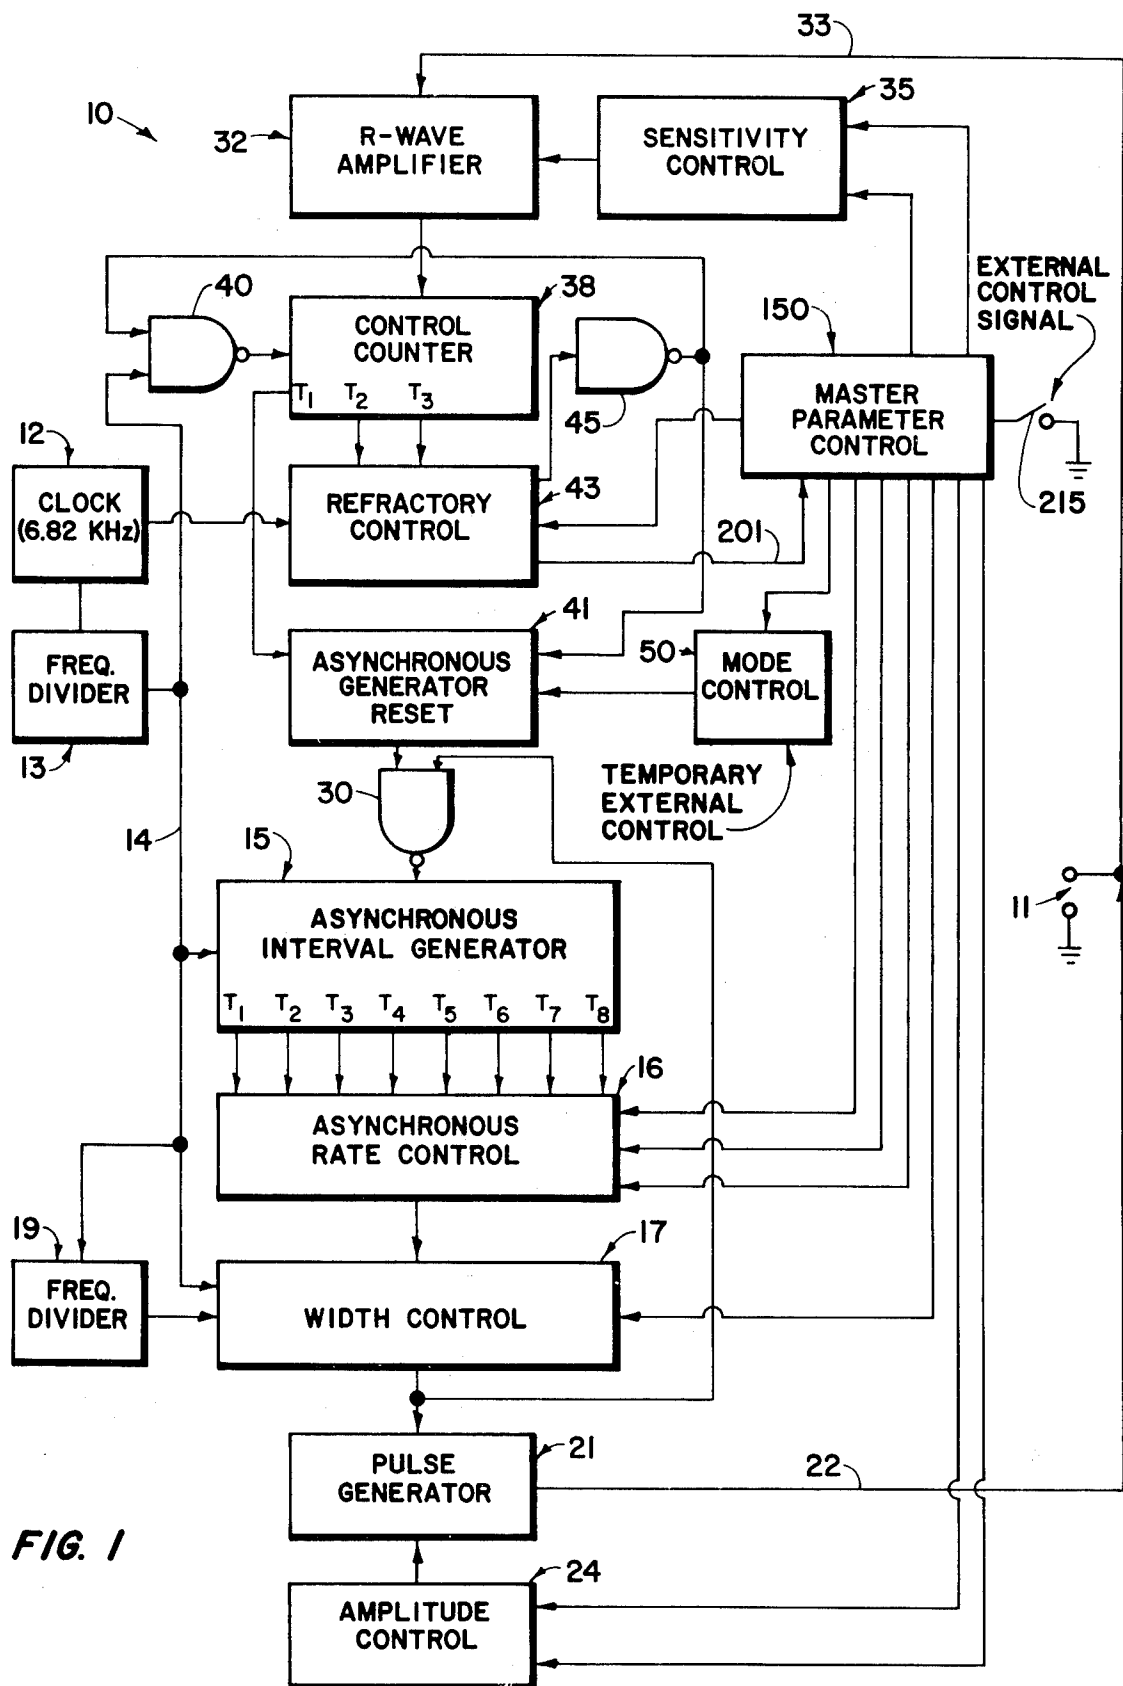 33
10
32
R-WAVE
AMPLIFIER
35
SENSITIVITY
CONTROL
40
38
CONTROL
COUNTER
T1 T2 T3
45
150
EXTERNAL
CONTROL
SIGNAL
MASTER
PARAMETER
CONTROL
215
12
CLOCK
(6.82 KHz)
REFRACTORY
CONTROL
43
201
FREQ.
DIVIDER
13
41
ASYNCHRONOUS
GENERATOR
RESET
50
MODE
CONTROL
30
TEMPORARY
EXTERNAL
CONTROL
14
15
ASYNCHRONOUS
INTERVAL GENERATOR
T1 T2 T3 T4 T5 T6 T7 T8
11
16
ASYNCHRONOUS
RATE CONTROL
19
FREQ.
DIVIDER
17
WIDTH CONTROL
21
PULSE
GENERATOR
22
24
AMPLITUDE
CONTROL
FIG. 1